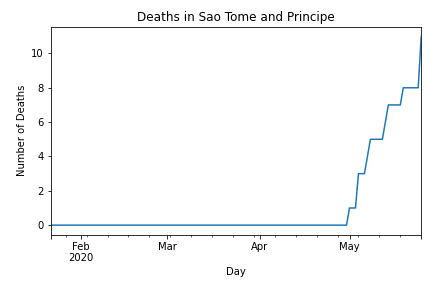 Deaths in Sao Tome and Principe
Number of Deaths
10
8
6
4
2
0
Feb
2020
Mar
Apr
May
Day